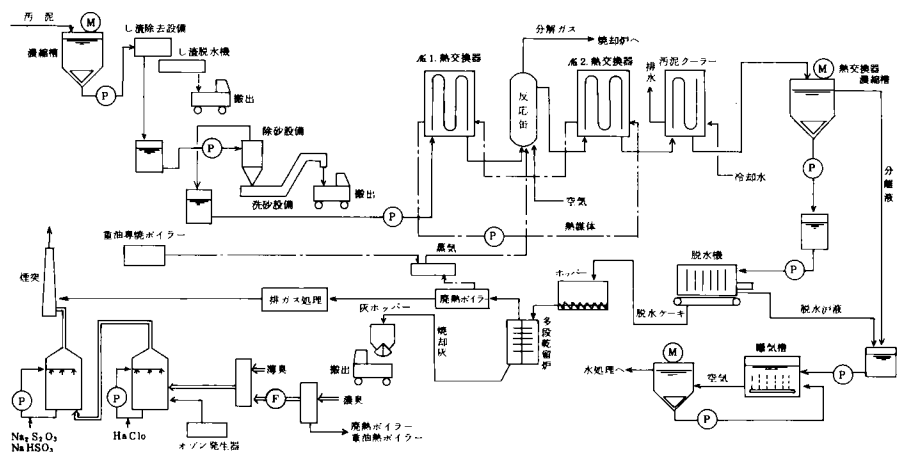 汚泥
M
し渣除去設備
濃縮槽
し渣脱水機
P
搬出
除砂設備
P
洗砂設備
搬出
P
分解ガス
焼却炉へ
№1.熱交換器
反応缶
№2.熱交換器
排水
汚泥クーラー
M
熱交換器
濃縮槽
冷却水
空気
熱媒体
P
P
分離液
重油専焼ボイラー
蒸気
煙突
排ガス処理
廃熱ボイラ
ホッパー
脱水機
P
脱水ケーキ
脱水ろ液
灰ホッパー
焼却灰
多段乾留炉
搬出
水処理へ
M
空気
曝気槽
P
P
P
P
薄臭
F
濃臭
Na₂S₂O₃
NaHSO₃
HaClo
オゾン発生器
廃熱ボイラー
重油熱ボイラー